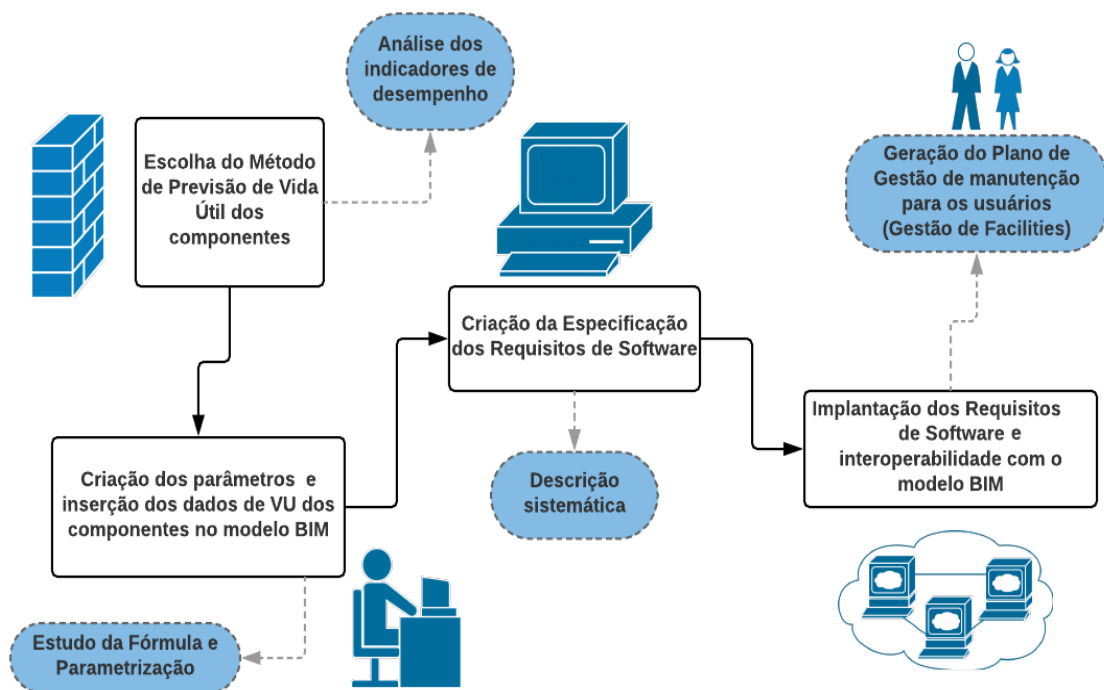 Análise dos
indicadores de
desempenho
Escolha do Método
de Previsão de Vida
Útil dos
componentes
Geração do Plano de
Gestão de manutenção
para os usuários
(Gestão de Facilities)
Criação da Especificação
dos Requisitos de Software
Implantação dos Requisitos
de Software e
interoperabilidade com o
modelo BIM
Criação dos parâmetros e
inserção dos dados de VU dos
componentes no modelo BIM
Descrição
sistemática
Estudo da Fórmula e
Parametrização